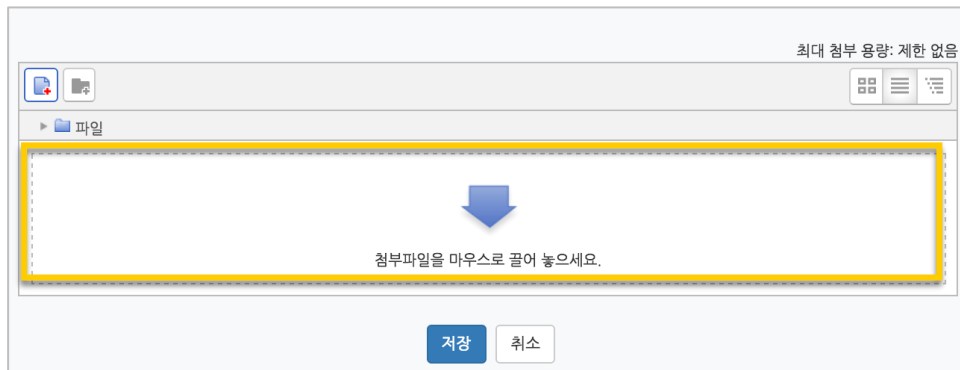 최대 첨부 용량: 제한 없음
파일
첨부파일을 마우스로 끌어 놓으세요.
저장 취소